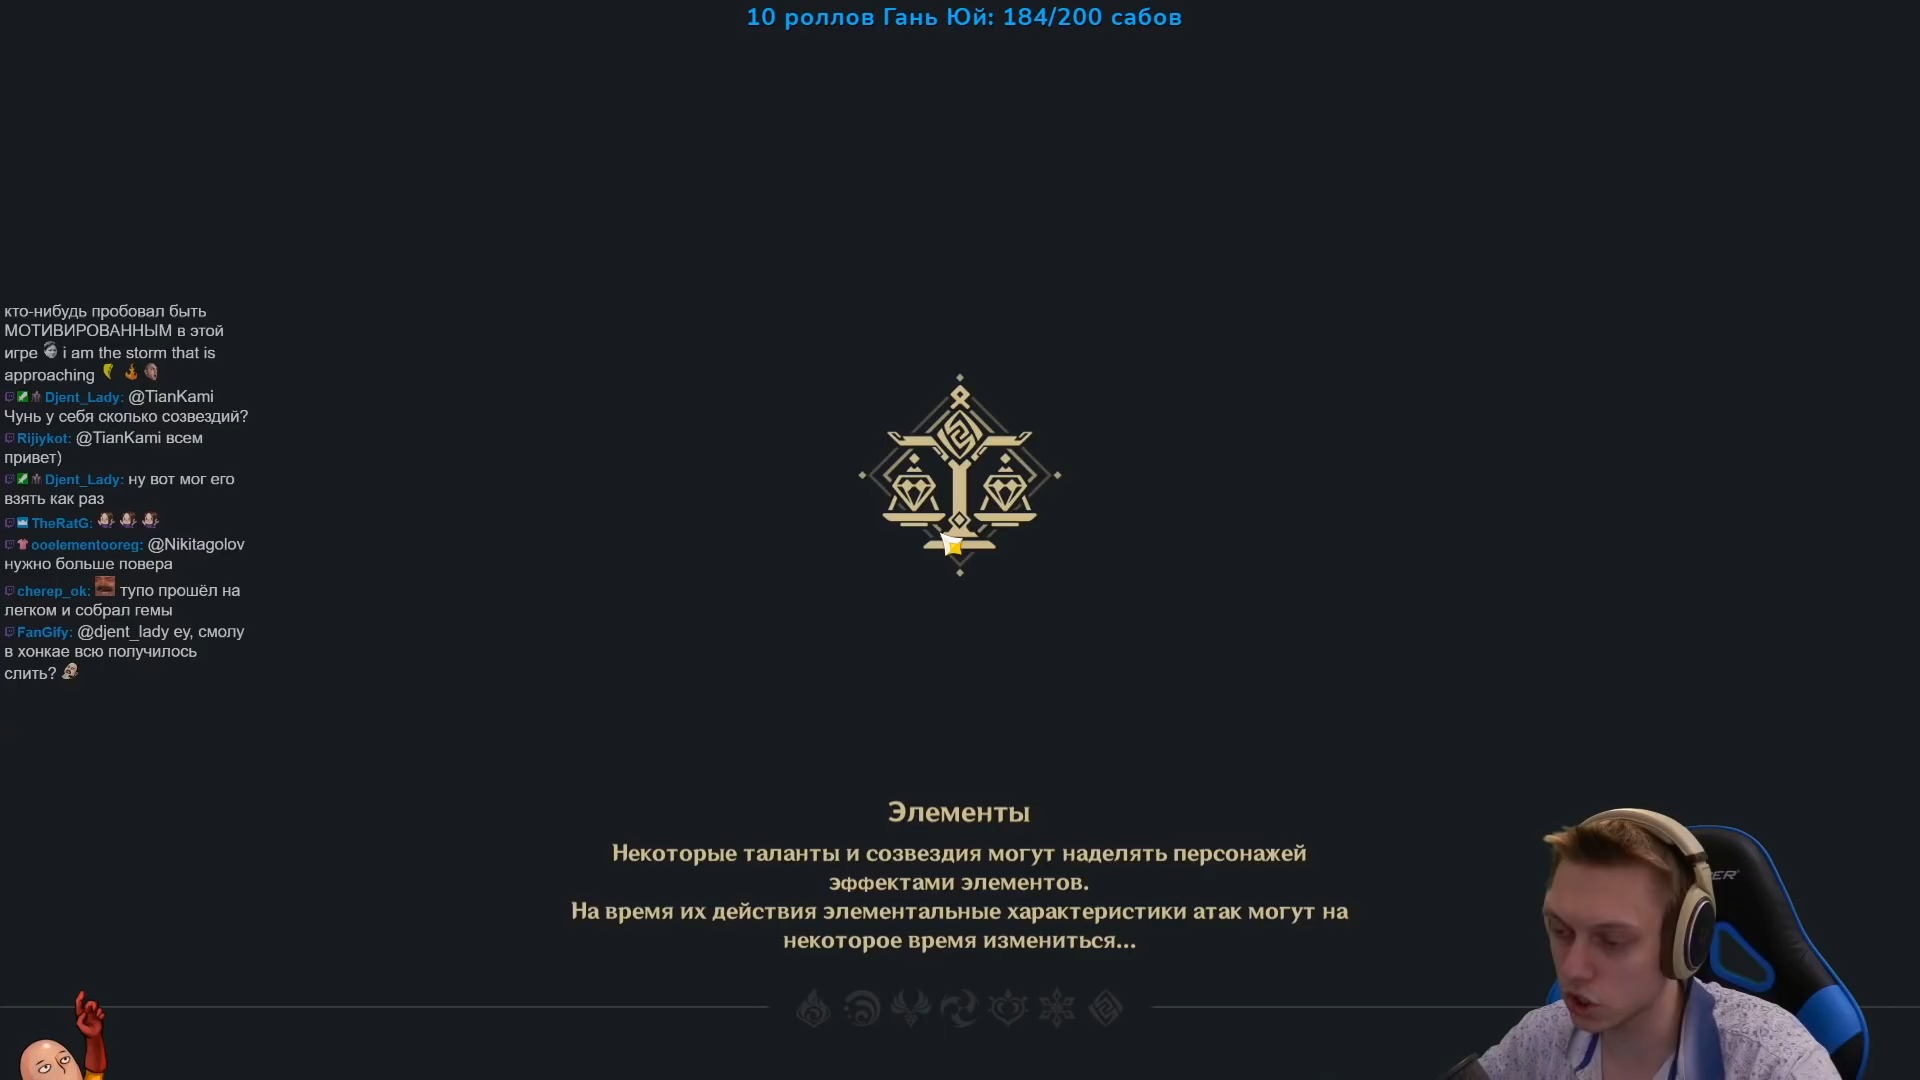 10 роллов Гань Юй: 184/200 сабов
кто-нибудь пробовал быть
МОТИВИРОВАННЫМ в этой
игре i am the storm that is
approaching
Djent_Lady: @TianKami
Чунь у себя сколько созвездий?
Rijiykot: @TianKami всем
привет)
Djent_Lady: ну вот мог его
взять как раз
TheRatG:
ooelementooreg: @Nikitagolov
нужно больше повера
cherep_ok: тупо прошёл на
легком и собрал гемы
FanGify: @djent_lady ey, смолу
в хонкае всю получилось
слить?
Элементы
Некоторые таланты и созвездия могут наделять персонажей
эффектами элементов.
На время их действия элементальные характеристики атак могут на
некоторое время измениться...